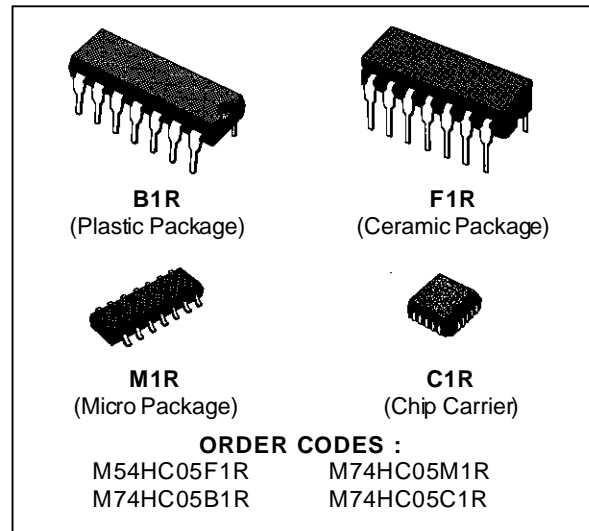 B1R
(Plastic Package)
F1R
(Ceramic Package)
M1R
(Micro Package)
C1R
(Chip Carrier)
ORDER CODES :
M54HC05F1R M74HC05M1R
M74HC05B1R M74HC05C1R